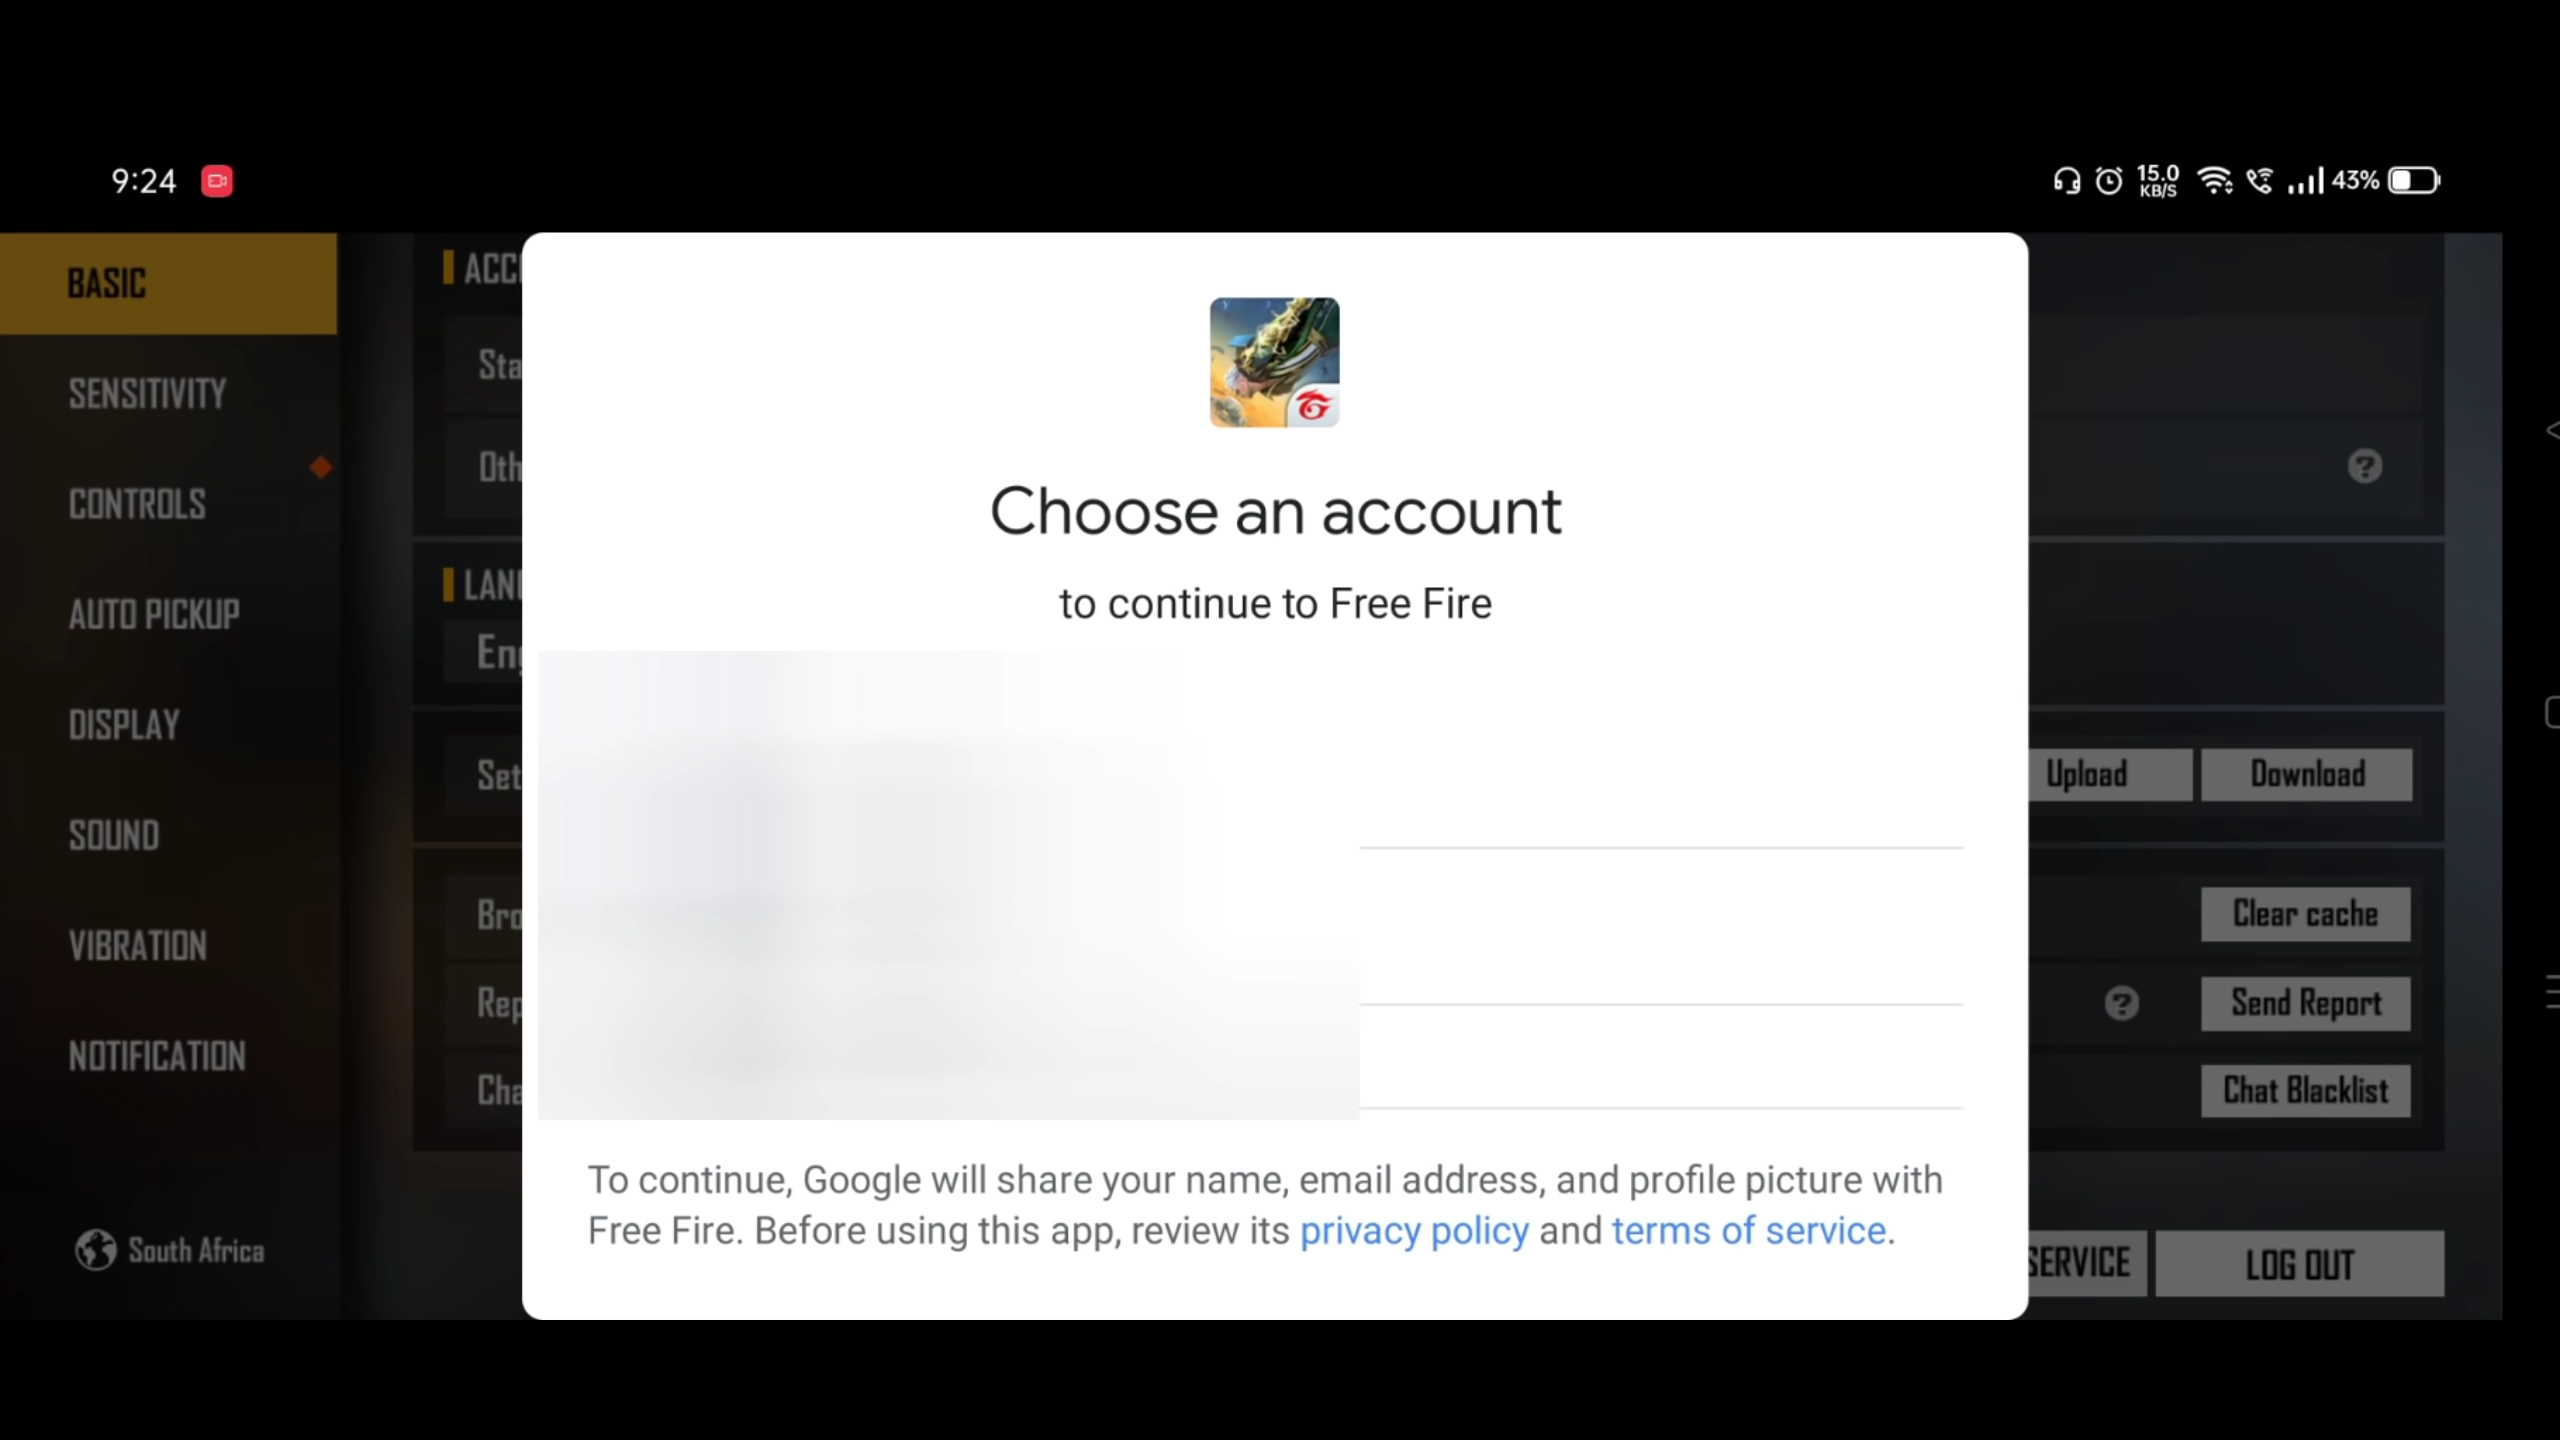 9:24
15.0
KB/S
43%
BASIC
SENSITIVITY
CONTROLS
AUTO PICKUP
DISPLAY
SOUND
VIBRATION
NOTIFICATION
South Africa
Choose an account
to continue to Free Fire
To continue, Google will share your name, email address, and profile picture with
Free Fire. Before using this app, review its privacy policy and terms of service.
Upload Download
Clear cache
Send Report
Chat Blacklist
SERVICE LOG OUT